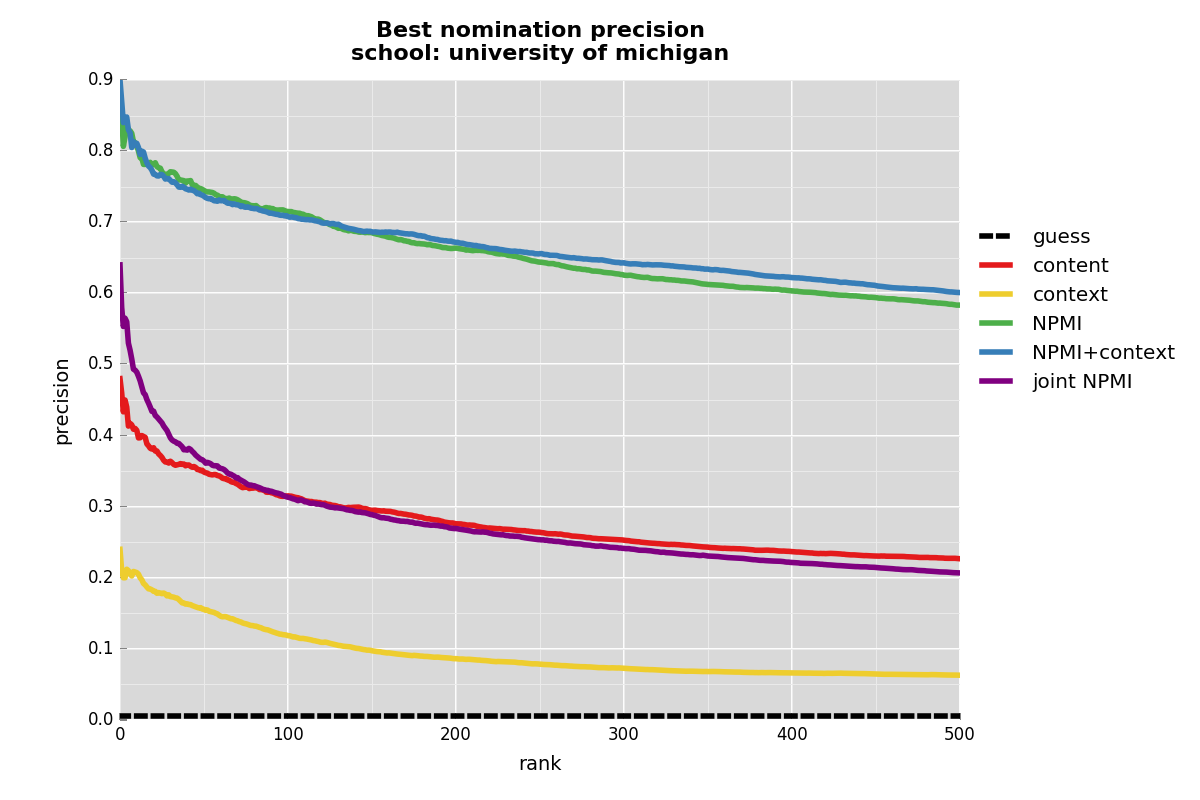 Best nomination precision
school: university of michigan
precision
0.9
0.8
0.7
0.6
0.5
0.4
0.3
0.2
0.1
0.0
0 100 200 300 400 500
rank
guess
content
context
NPMI
NPMI+context
joint NPMI